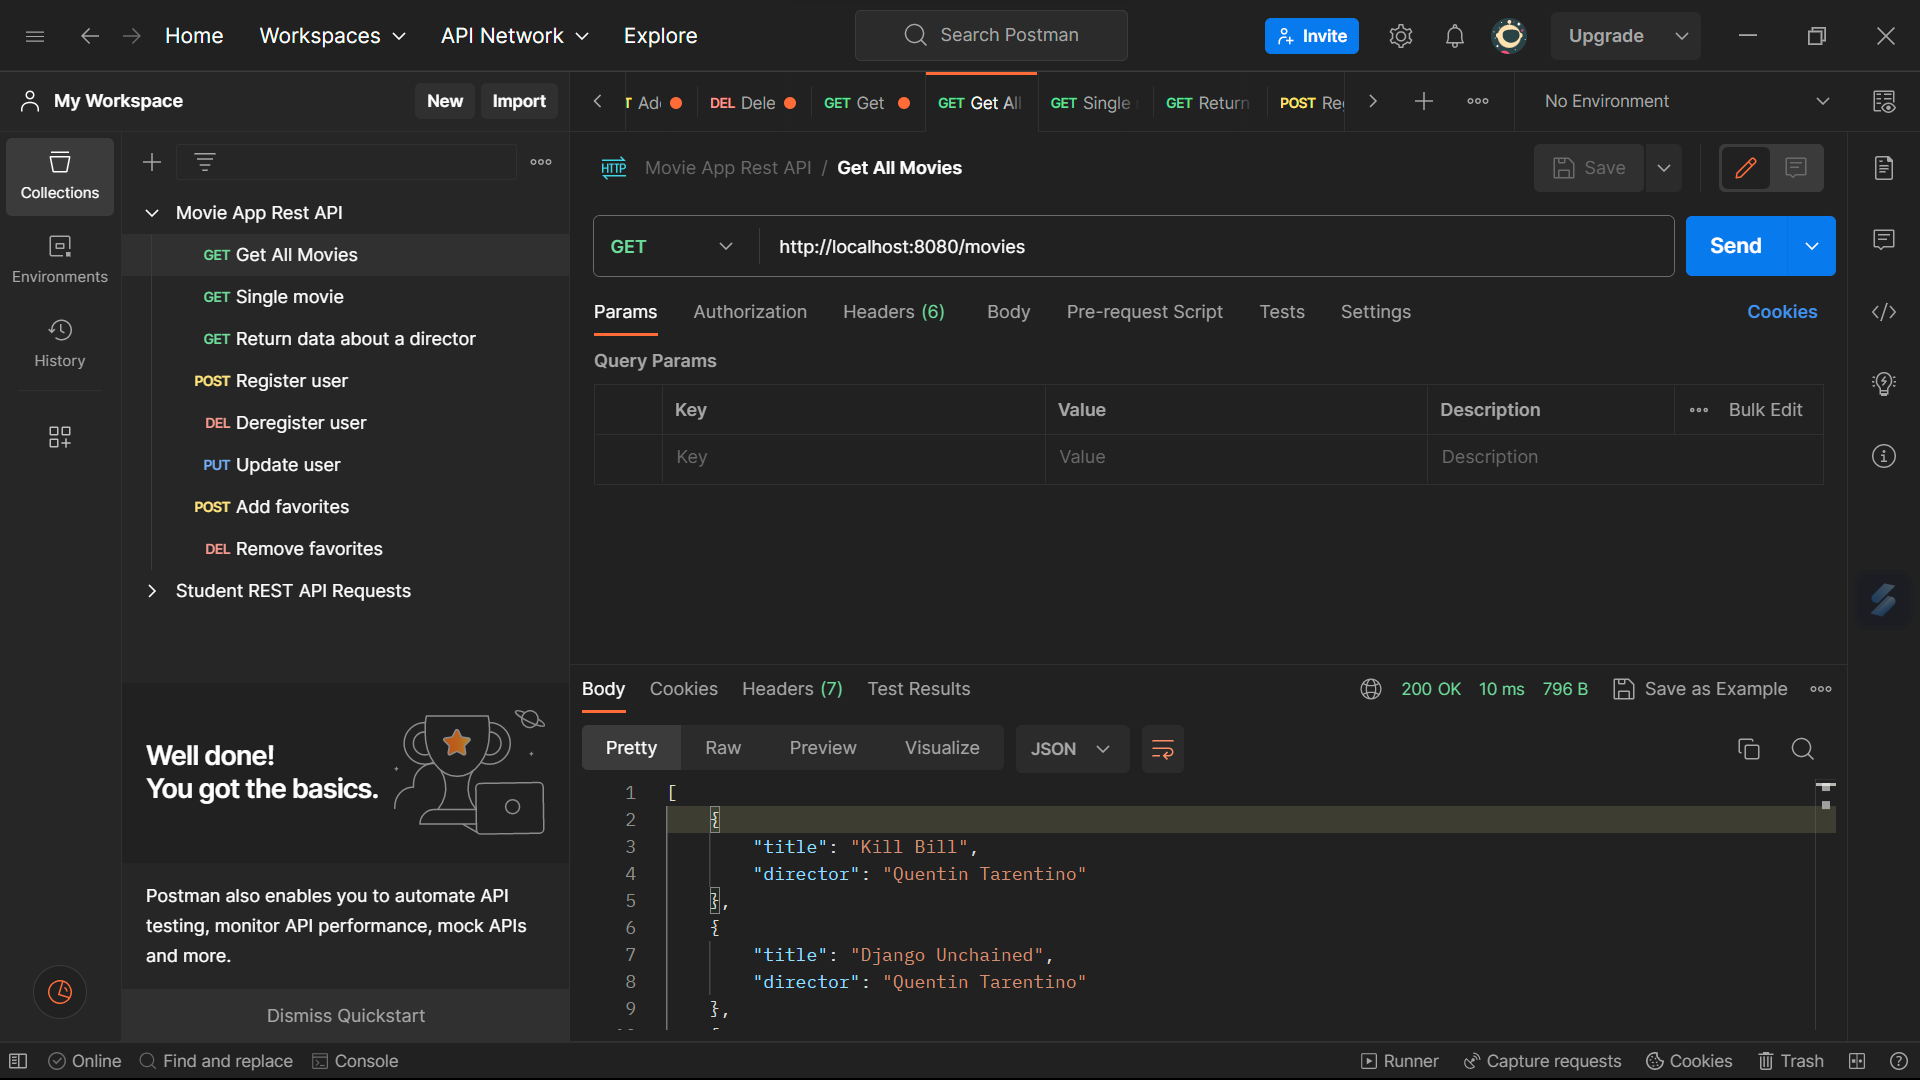 Home Workspaces API Network Explore Search Postman Invite Upgrade
My Workspace New Import
T Ad DEL Dele GET Get GET Get All GET Single GET Return POST Re No Environment
Collections
Environments
History
Movie App Rest API
GET Get All Movies
GET Single movie
GET Return data about a director
POST Register user
DEL Deregister user
PUT Update user
POST Add favorites
DEL Remove favorites
Student REST API Requests
Well done!
You got the basics.
Postman also enables you to automate API
testing, monitor API performance, mock APIs
and more.
Dismiss Quickstart
HTTP Movie App Rest API / Get All Movies Save
GET http://localhost:8080/movies Send
Params Authorization Headers (6) Body Pre-request Script Tests Settings Cookies
Query Params
Key Value Description Bulk Edit
Key Value Description
Body Cookies Headers (7) Test Results 200 OK 10 ms 796 B Save as Example
Pretty Raw Preview Visualize JSON
1 [
2 {
3 "title": "Kill Bill",
4 "director": "Quentin Tarentino"
5 },
6 {
7 "title": "Django Unchained",
8 "director": "Quentin Tarentino"
9 },
Online Find and replace Console Runner Capture requests Cookies Trash